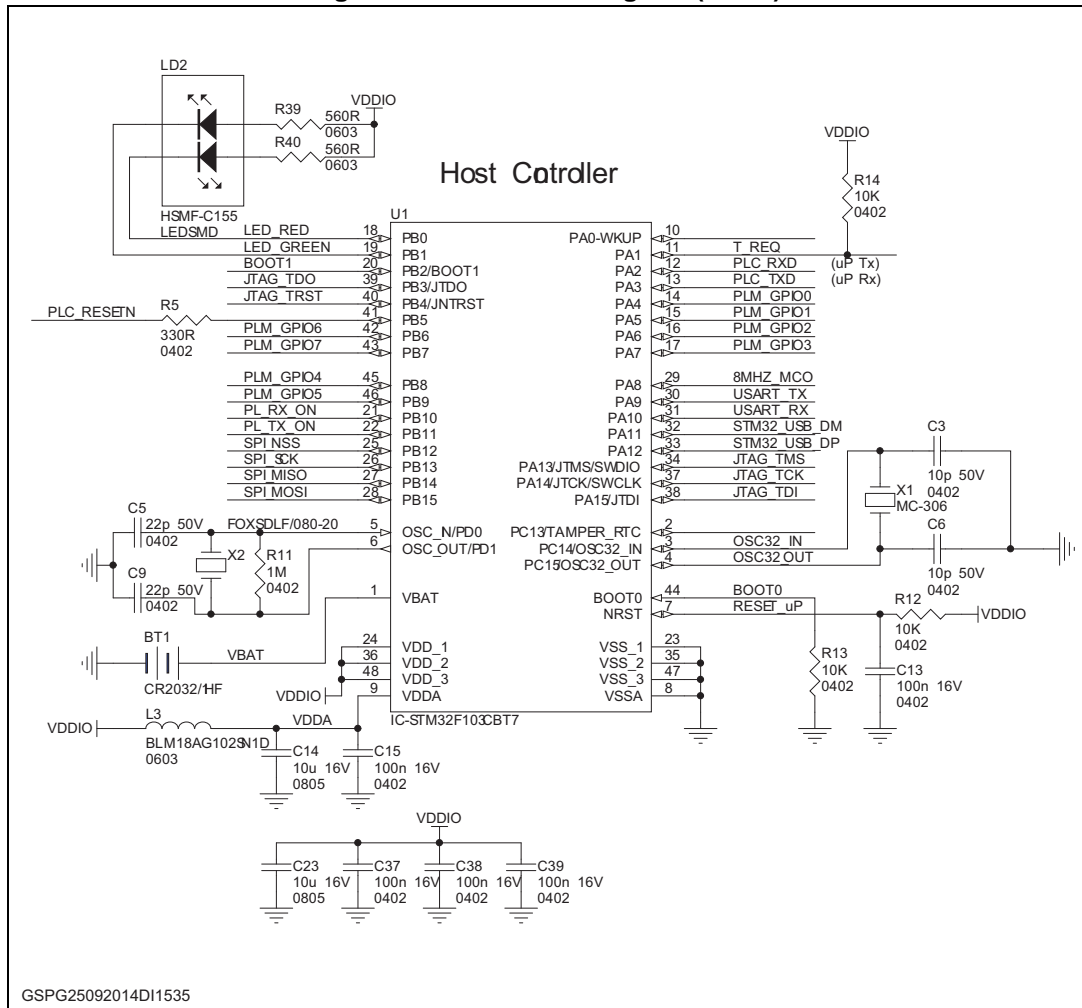 LD2
VDDIO
R39
560R
0603
R40
560R
0603
HSMF-C155
LEDSMD
Host Controller
VDDIO
R14
10K
0402
U1
LED_RED
18
PB0
LED_GREEN
19
PB1
BOOT1
20
PB2/BOOT1
JTAG_TDO
39
PB3/JTDO
JTAG_TRST
40
PB4/JNTRST
PLC_RESETN
R5
330R
0402
41
PB5
PLM_GPIO6
42
PB6
PLM_GPIO7
43
PB7
PLM_GPIO4
45
PB8
PLM_GPIO5
46
PB9
PL_RX_ON
21
PB10
PL_TX_ON
22
PB11
SPI_NSS
25
PB12
SPI_SCK
26
PB13
SPI_MISO
27
PB14
SPI_MOSI
28
PB15
PA0-WKUP
10
PA1
11
T_REQ
PA2
12
PLC_RXD
(uP Tx)
PA3
13
PLC_TXD
(uP Rx)
PA4
14
PLM_GPIO0
PA5
15
PLM_GPIO1
PA6
16
PLM_GPIO2
PA7
17
PLM_GPIO3
PA8
29
8MHZ_MCO
PA9
30
USART_TX
PA10
31
USART_RX
PA11
32
STM32_USB_DM
PA12
33
STM32_USB_DP
PA13/JTMS/SWDIO
34
JTAG_TMS
PA14/JTCK/SWCLK
37
JTAG_TCK
PA15/JTDI
38
JTAG_TDI
C3
10p 50V
0402
X1
MC-306
C6
10p 50V
0402
C5
22p 50V
0402
FOXSDLF/080-20
5
OSC_N/PD0
6
OSC_OUT/PD1
X2
R11
1M
0402
C9
22p 50V
0402
PC13/TAMPER_RTC
2
PC14/OSC32_IN
3
OSC32_IN
PC15/OSC32_OUT
4
OSC32_OUT
1
VBAT
BOOT0
44
BOOT0
NRST
7
RESET_uP
R12
10K
0402
VDDIO
BT1
VBAT
CR2032/1HF
24
VDD_1
36
VDD_2
48
VDD_3
VDDIO
9
VDDA
VSS_1
23
VSS_2
35
VSS_3
47
VSSA
8
R13
10K
0402
C13
100n 16V
0402
IC-STM32F103CBT7
VDDIO
L3
BLM18AG102SN1D
0603
VDDA
C14
10u 16V
0805
C15
100n 16V
0402
VDDIO
C23
10u 16V
0805
C37
100n 16V
0402
C38
100n 16V
0402
C39
100n 16V
0402
GSPG25092014DI1535